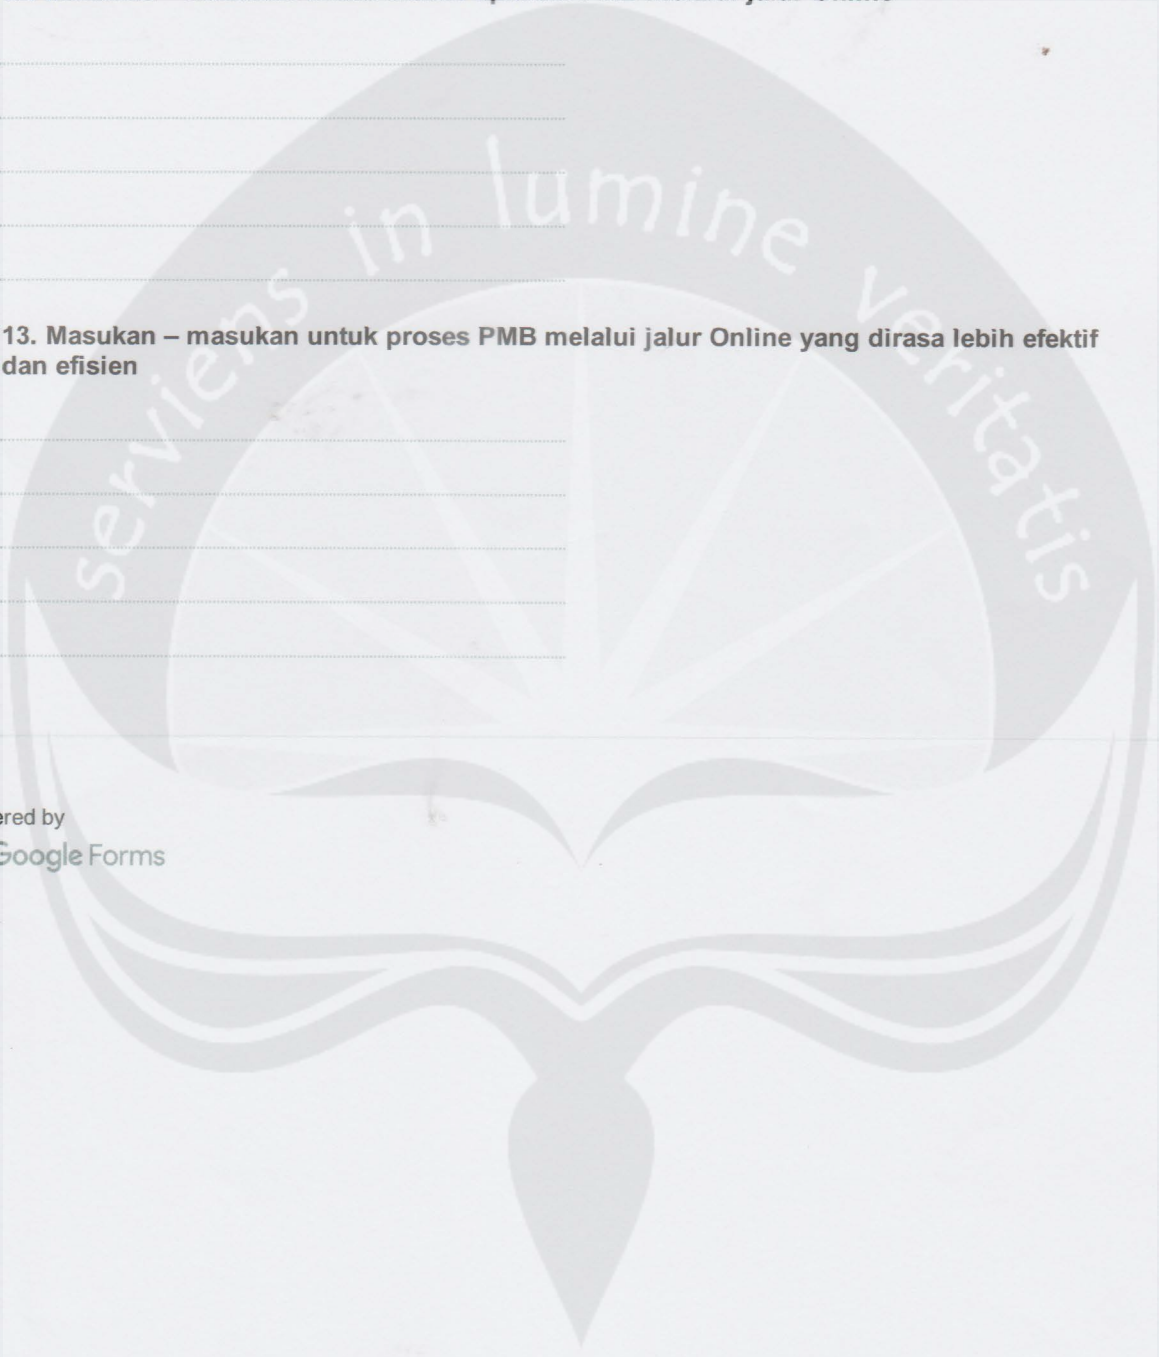 serviens in lumine veritatis
13. Masukan – masukan untuk proses PMB melalui jalur Online yang dirasa lebih efektif
dan efisien
ered by
Google Forms